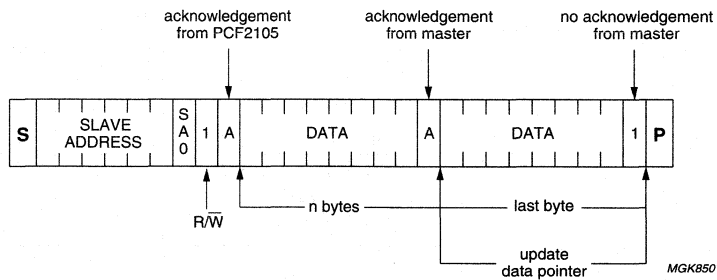 acknowledgement
from PCF2105
acknowledgement
from master
no acknowledgement
from master
S
SLAVE
ADDRESS
S
A
0
1
A
DATA
A
DATA
1
P
R/W̅
n bytes
last byte
update
data pointer
MGK850